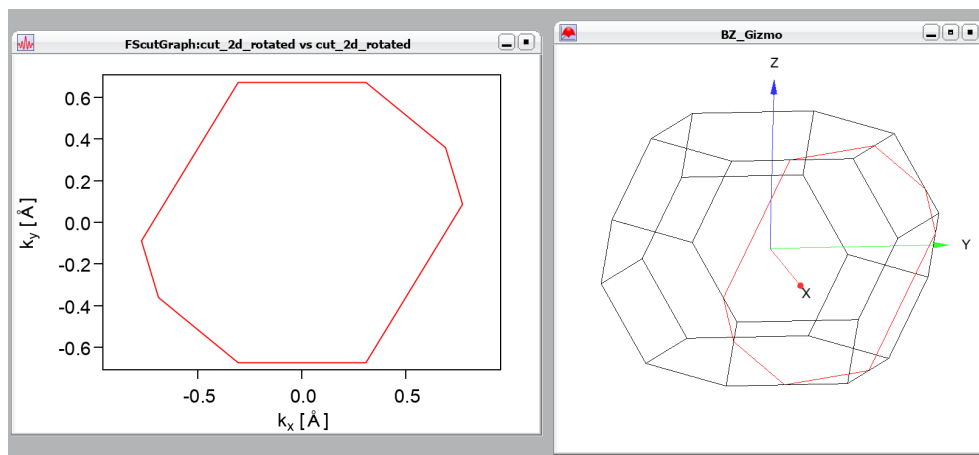 FScutGraph:cut_2d_rotated vs cut_2d_rotated
0.6
0.4
0.2
0.0
-0.2
-0.4
-0.6
ky [Å]
-0.5
0.0
0.5
kx [Å]
BZ_Gizmo
Z
Y
X